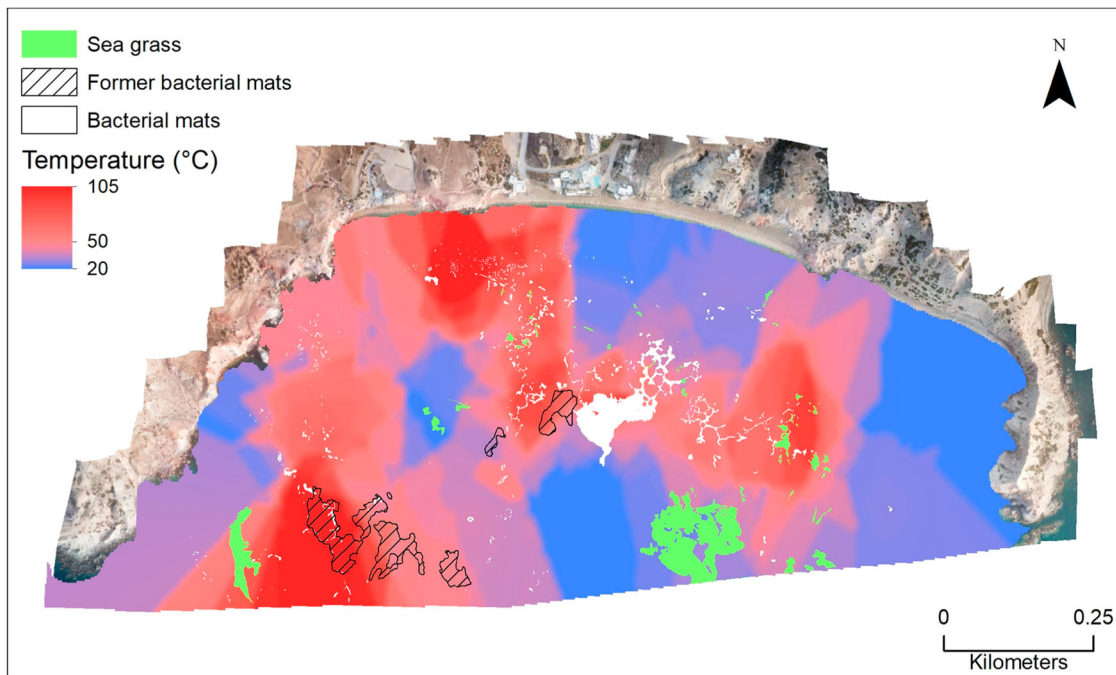 Sea grass
Former bacterial mats
Bacterial mats
Temperature (°C)
105
50
20
N
0 0.25
Kilometers